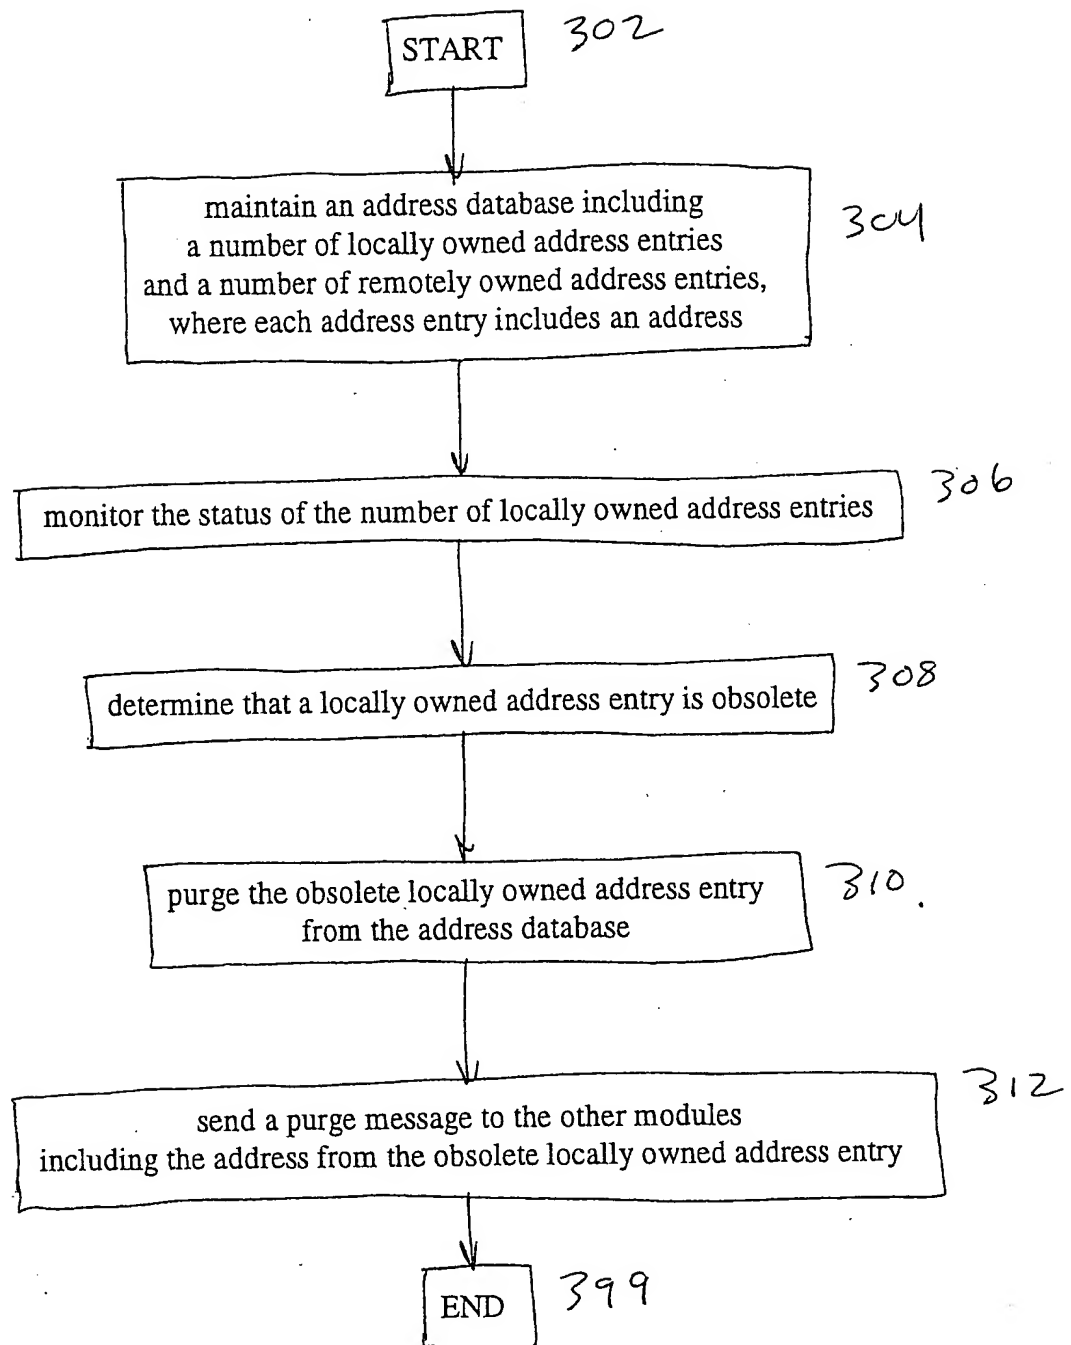 START 302
maintain an address database including
a number of locally owned address entries
and a number of remotely owned address entries,
where each address entry includes an address
304
monitor the status of the number of locally owned address entries
306
determine that a locally owned address entry is obsolete
308
purge the obsolete locally owned address entry
from the address database
310
send a purge message to the other modules
including the address from the obsolete locally owned address entry
312
END 399